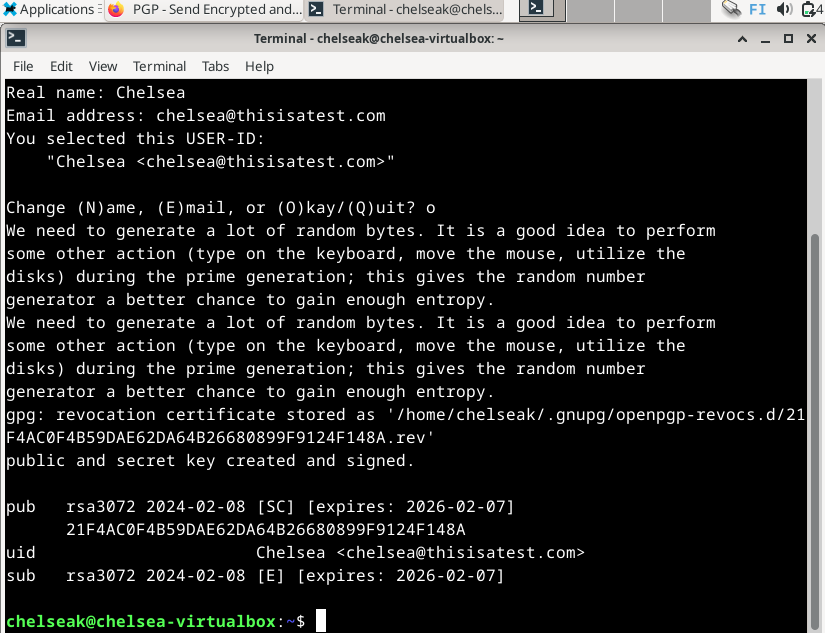 Applications
PGP - Send Encrypted and...
Terminal - chelseak@chels...
FI
4
Terminal - chelseak@chelsea-virtualbox: ~
File Edit View Terminal Tabs Help
Real name: Chelsea
Email address: chelsea@thisisatest.com
You selected this USER-ID:
"Chelsea <chelsea@thisisatest.com>"
Change (N)ame, (E)mail, or (O)kay/(Q)uit? o
We need to generate a lot of random bytes. It is a good idea to perform
some other action (type on the keyboard, move the mouse, utilize the
disks) during the prime generation; this gives the random number
generator a better chance to gain enough entropy.
We need to generate a lot of random bytes. It is a good idea to perform
some other action (type on the keyboard, move the mouse, utilize the
disks) during the prime generation; this gives the random number
generator a better chance to gain enough entropy.
gpg: revocation certificate stored as '/home/chelseak/.gnupg/openpgp-revocs.d/21
F4AC0F4B59DAE62DA64B26680899F9124F148A.rev'
public and secret key created and signed.
pub rsa3072 2024-02-08 [SC] [expires: 2026-02-07]
21F4AC0F4B59DAE62DA64B26680899F9124F148A
uid Chelsea <chelsea@thisisatest.com>
sub rsa3072 2024-02-08 [E] [expires: 2026-02-07]
chelseak@chelsea-virtualbox:~$